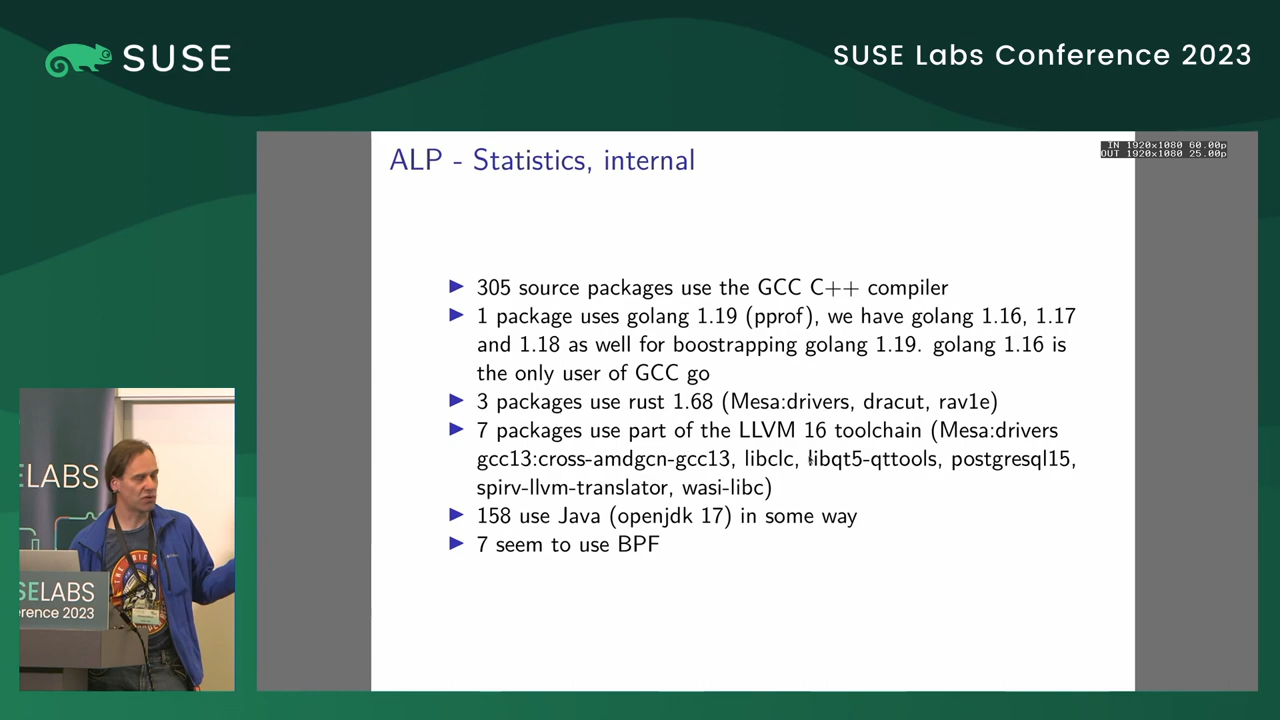 SUSE
SUSE Labs Conference 2023
ALP - Statistics, internal
IN 1920x1080 60.00p
OUT 1920x1080 25.00p
▶ 305 source packages use the GCC C++ compiler
▶ 1 package uses golang 1.19 (pprof), we have golang 1.16, 1.17
and 1.18 as well for boostrapping golang 1.19. golang 1.16 is
the only user of GCC go
▶ 3 packages use rust 1.68 (Mesa:drivers, dracut, rav1e)
▶ 7 packages use part of the LLVM 16 toolchain (Mesa:drivers
gcc13:cross-amdgcn-gcc13, libclc, libqt5-qttools, postgresql15,
spirv-llvm-translator, wasi-libc)
▶ 158 use Java (openjdk 17) in some way
▶ 7 seem to use BPF
ELABS
SELABS
erence 2023